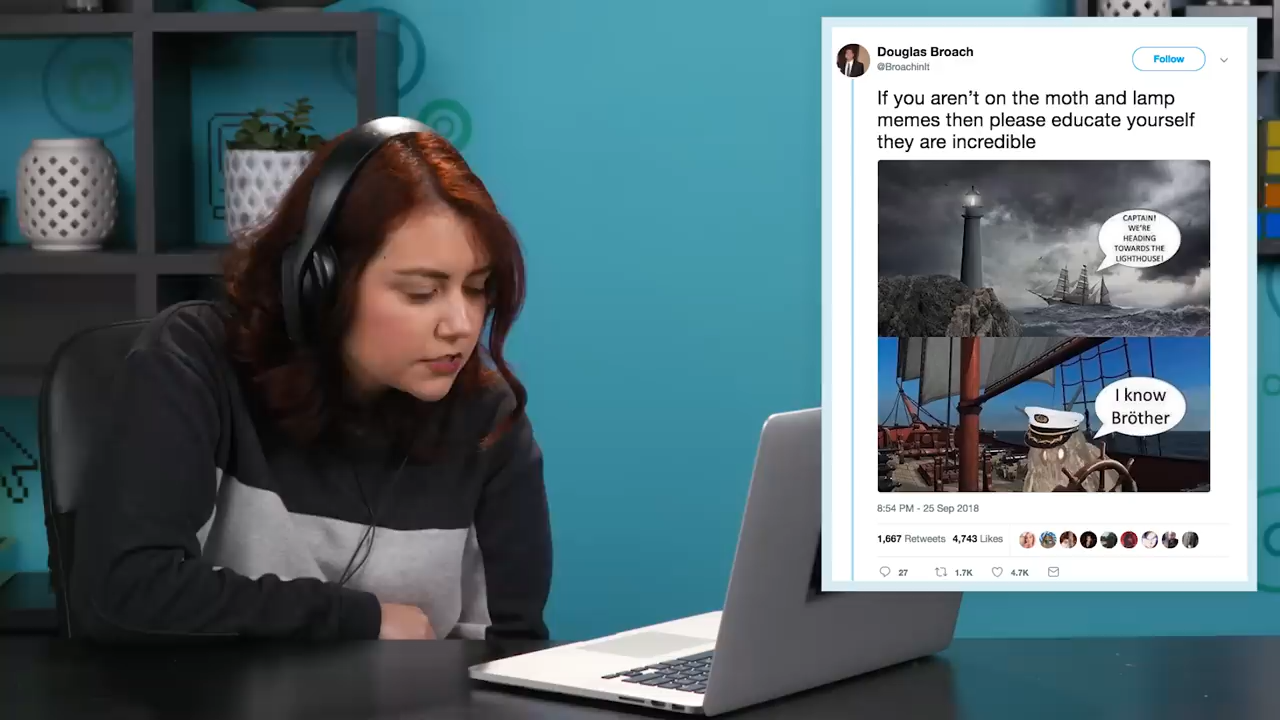 Douglas Broach
@BroachinIt
Follow
If you aren't on the moth and lamp
memes then please educate yourself
they are incredible
CAPTAIN!
WE'RE
HEADING
TOWARDS THE
LIGHTHOUSE!
I know
Bröther
8:54 PM - 25 Sep 2018
1,667 Retweets 4,743 Likes
27 1.7K 4.7K